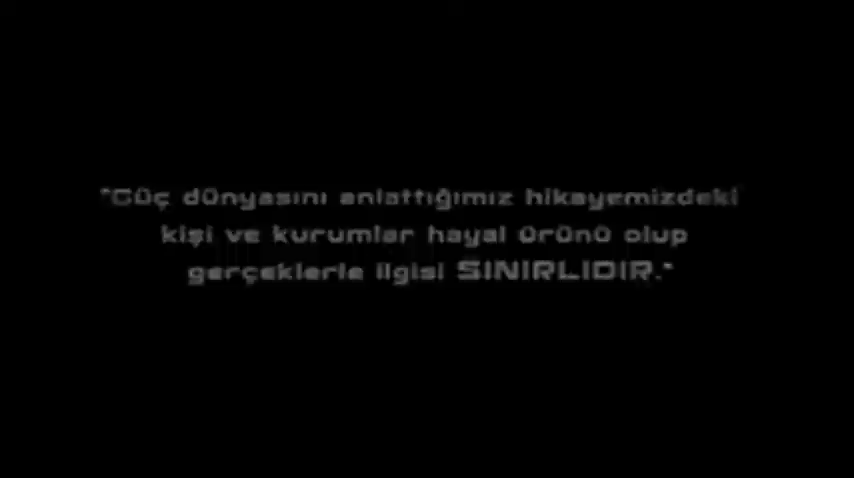 "Güç dünyasını anlattığımız hikayemizdeki
kişi ve kurumlar hayal ürünü olup
gerçeklerle ilgisi SINIRLIDIR."